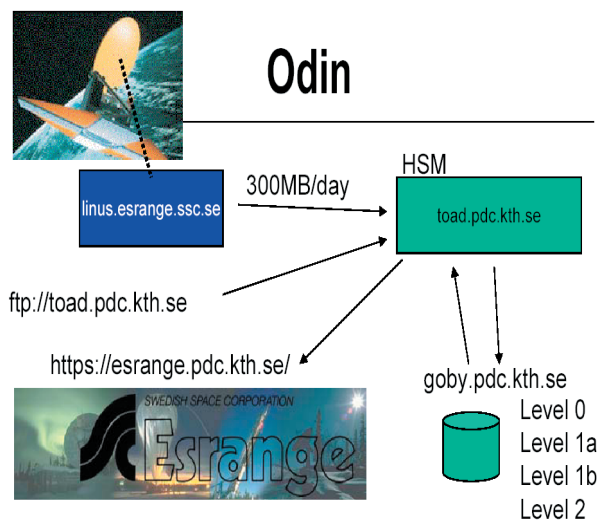 Odin
HSM
300MB/day
linus.esrange.ssc.se
toad.pdc.kth.se
ftp://toad.pdc.kth.se
https://esrange.pdc.kth.se/
goby.pdc.kth.se
SWEDISH SPACE CORPORATION
Esrange
Level 0
Level 1a
Level 1b
Level 2